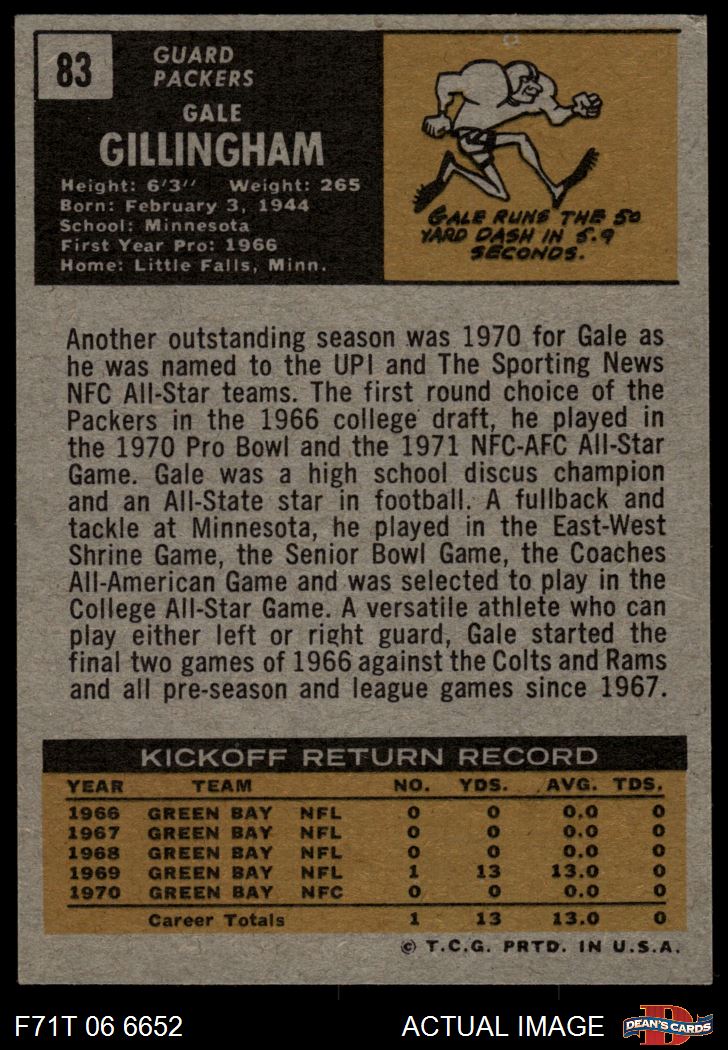 83
GUARD
PACKERS
GALE
GILLINGHAM
Height: 6'3" Weight: 265
Born: February 3, 1944
School: Minnesota
First Year Pro: 1966
Home: Little Falls, Minn.
GALE RUNS THE 50
YARD DASH IN 5.9
SECONDS.
Another outstanding season was 1970 for Gale as
he was named to the UPI and The Sporting News
NFC All-Star teams. The first round choice of the
Packers in the 1966 college draft, he played in
the 1970 Pro Bowl and the 1971 NFC-AFC All-Star
Game. Gale was a high school discus champion
and an All-State star in football. A fullback and
tackle at Minnesota, he played in the East-West
Shrine Game, the Senior Bowl Game, the Coaches
All-American Game and was selected to play in the
College All-Star Game. A versatile athlete who can
play either left or right guard, Gale started the
final two games of 1966 against the Colts and Rams
and all pre-season and league games since 1967.
KICKOFF RETURN RECORD
YEAR TEAM NO. YDS. AVG. TDS.
1966 GREEN BAY NFL 0 0 0.0 0
1967 GREEN BAY NFL 0 0 0.0 0
1968 GREEN BAY NFL 0 0 0.0 0
1969 GREEN BAY NFL 1 13 13.0 0
1970 GREEN BAY NFC 0 0 0.0 0
Career Totals 1 13 13.0 0
© T.C.G. PRTD. IN U.S.A.
F71T 06 6652 ACTUAL IMAGE
D
DEAN'S CARDS